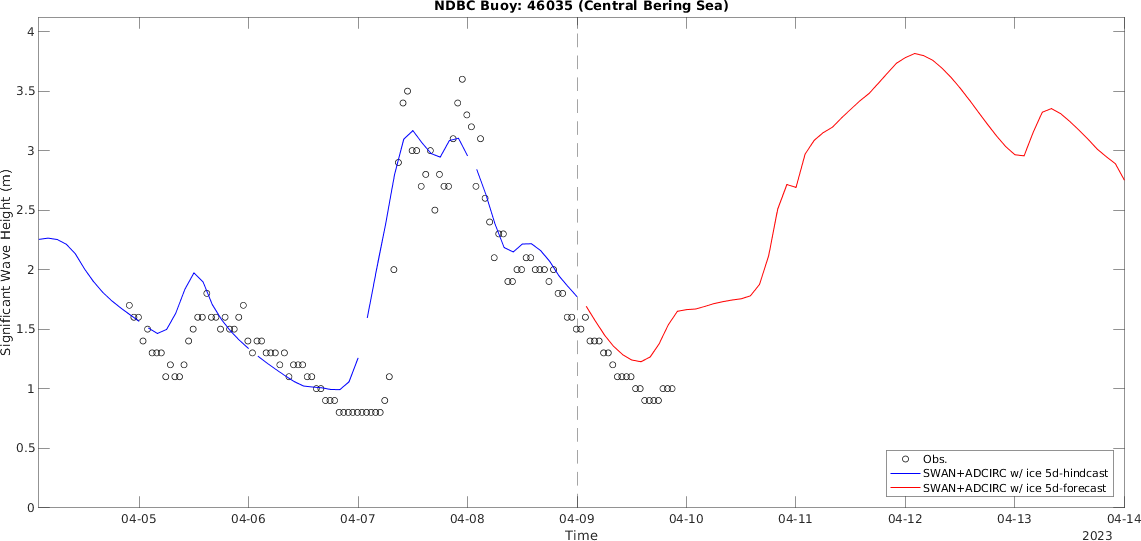 NDBC Buoy: 46035 (Central Bering Sea)
Significant Wave Height (m)
4
3.5
3
2.5
2
1.5
1
0.5
0
Obs.
SWAN+ADCIRC w/ ice 5d-hindcast
SWAN+ADCIRC w/ ice 5d-forecast
04-05 04-06 04-07 04-08 04-09 04-10 04-11 04-12 04-13 04-14
Time
2023